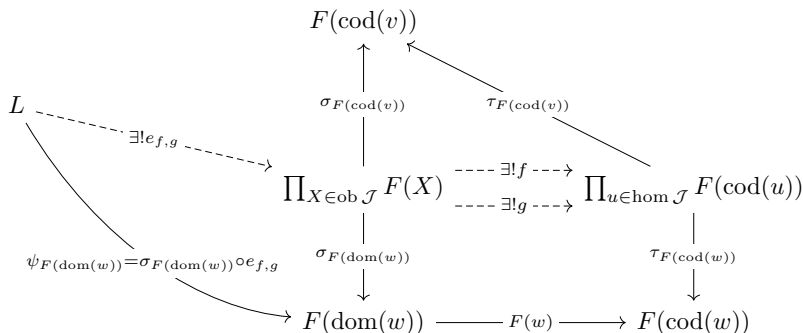 F(cod(v))
σ_{F(cod(v))} τ_{F(cod(v))}
L
∃!e_{f,g}
∏_{X∈ob 𝒥} F(X) ∃!f ∏_{u∈hom 𝒥} F(cod(u))
∃!g
ψ_{F(dom(w))}=σ_{F(dom(w))}∘e_{f,g} σ_{F(dom(w))} τ_{F(cod(w))}
F(dom(w)) F(w) F(cod(w))